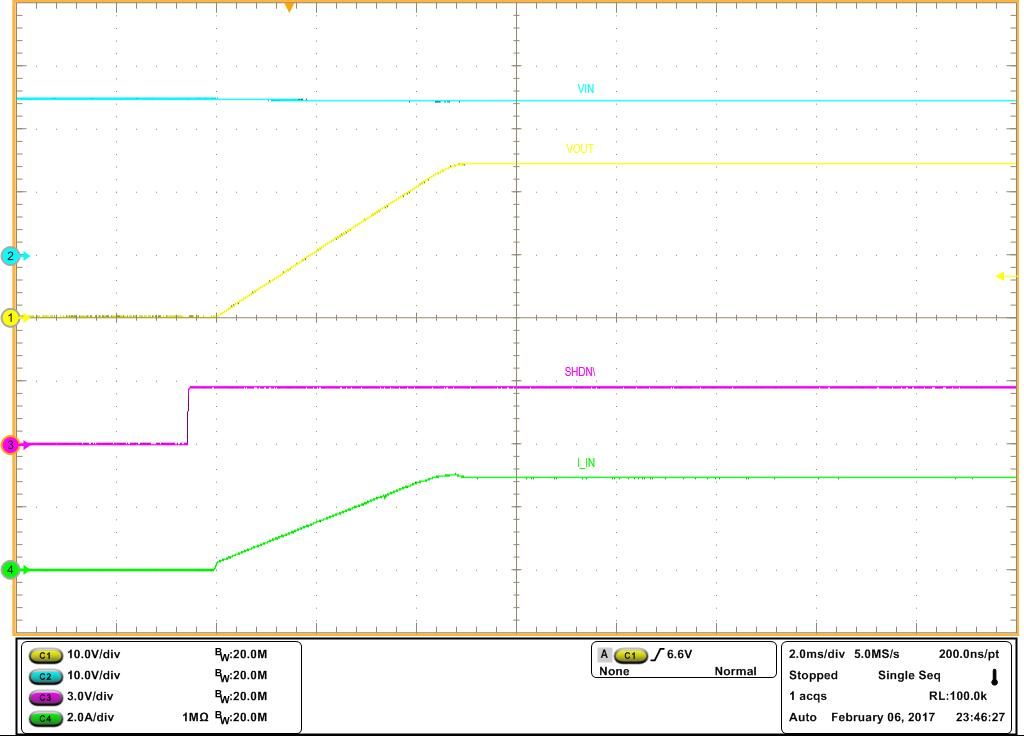 VIN
VOUT
2
1
SHDN\
3
I_IN
4
C1 10.0V/div BW:20.0M
C2 10.0V/div BW:20.0M
C3 3.0V/div BW:20.0M
C4 2.0A/div 1MΩ BW:20.0M
A C1 6.6V
None Normal
2.0ms/div 5.0MS/s 200.0ns/pt
Stopped Single Seq
1 acqs RL:100.0k
Auto February 06, 2017 23:46:27